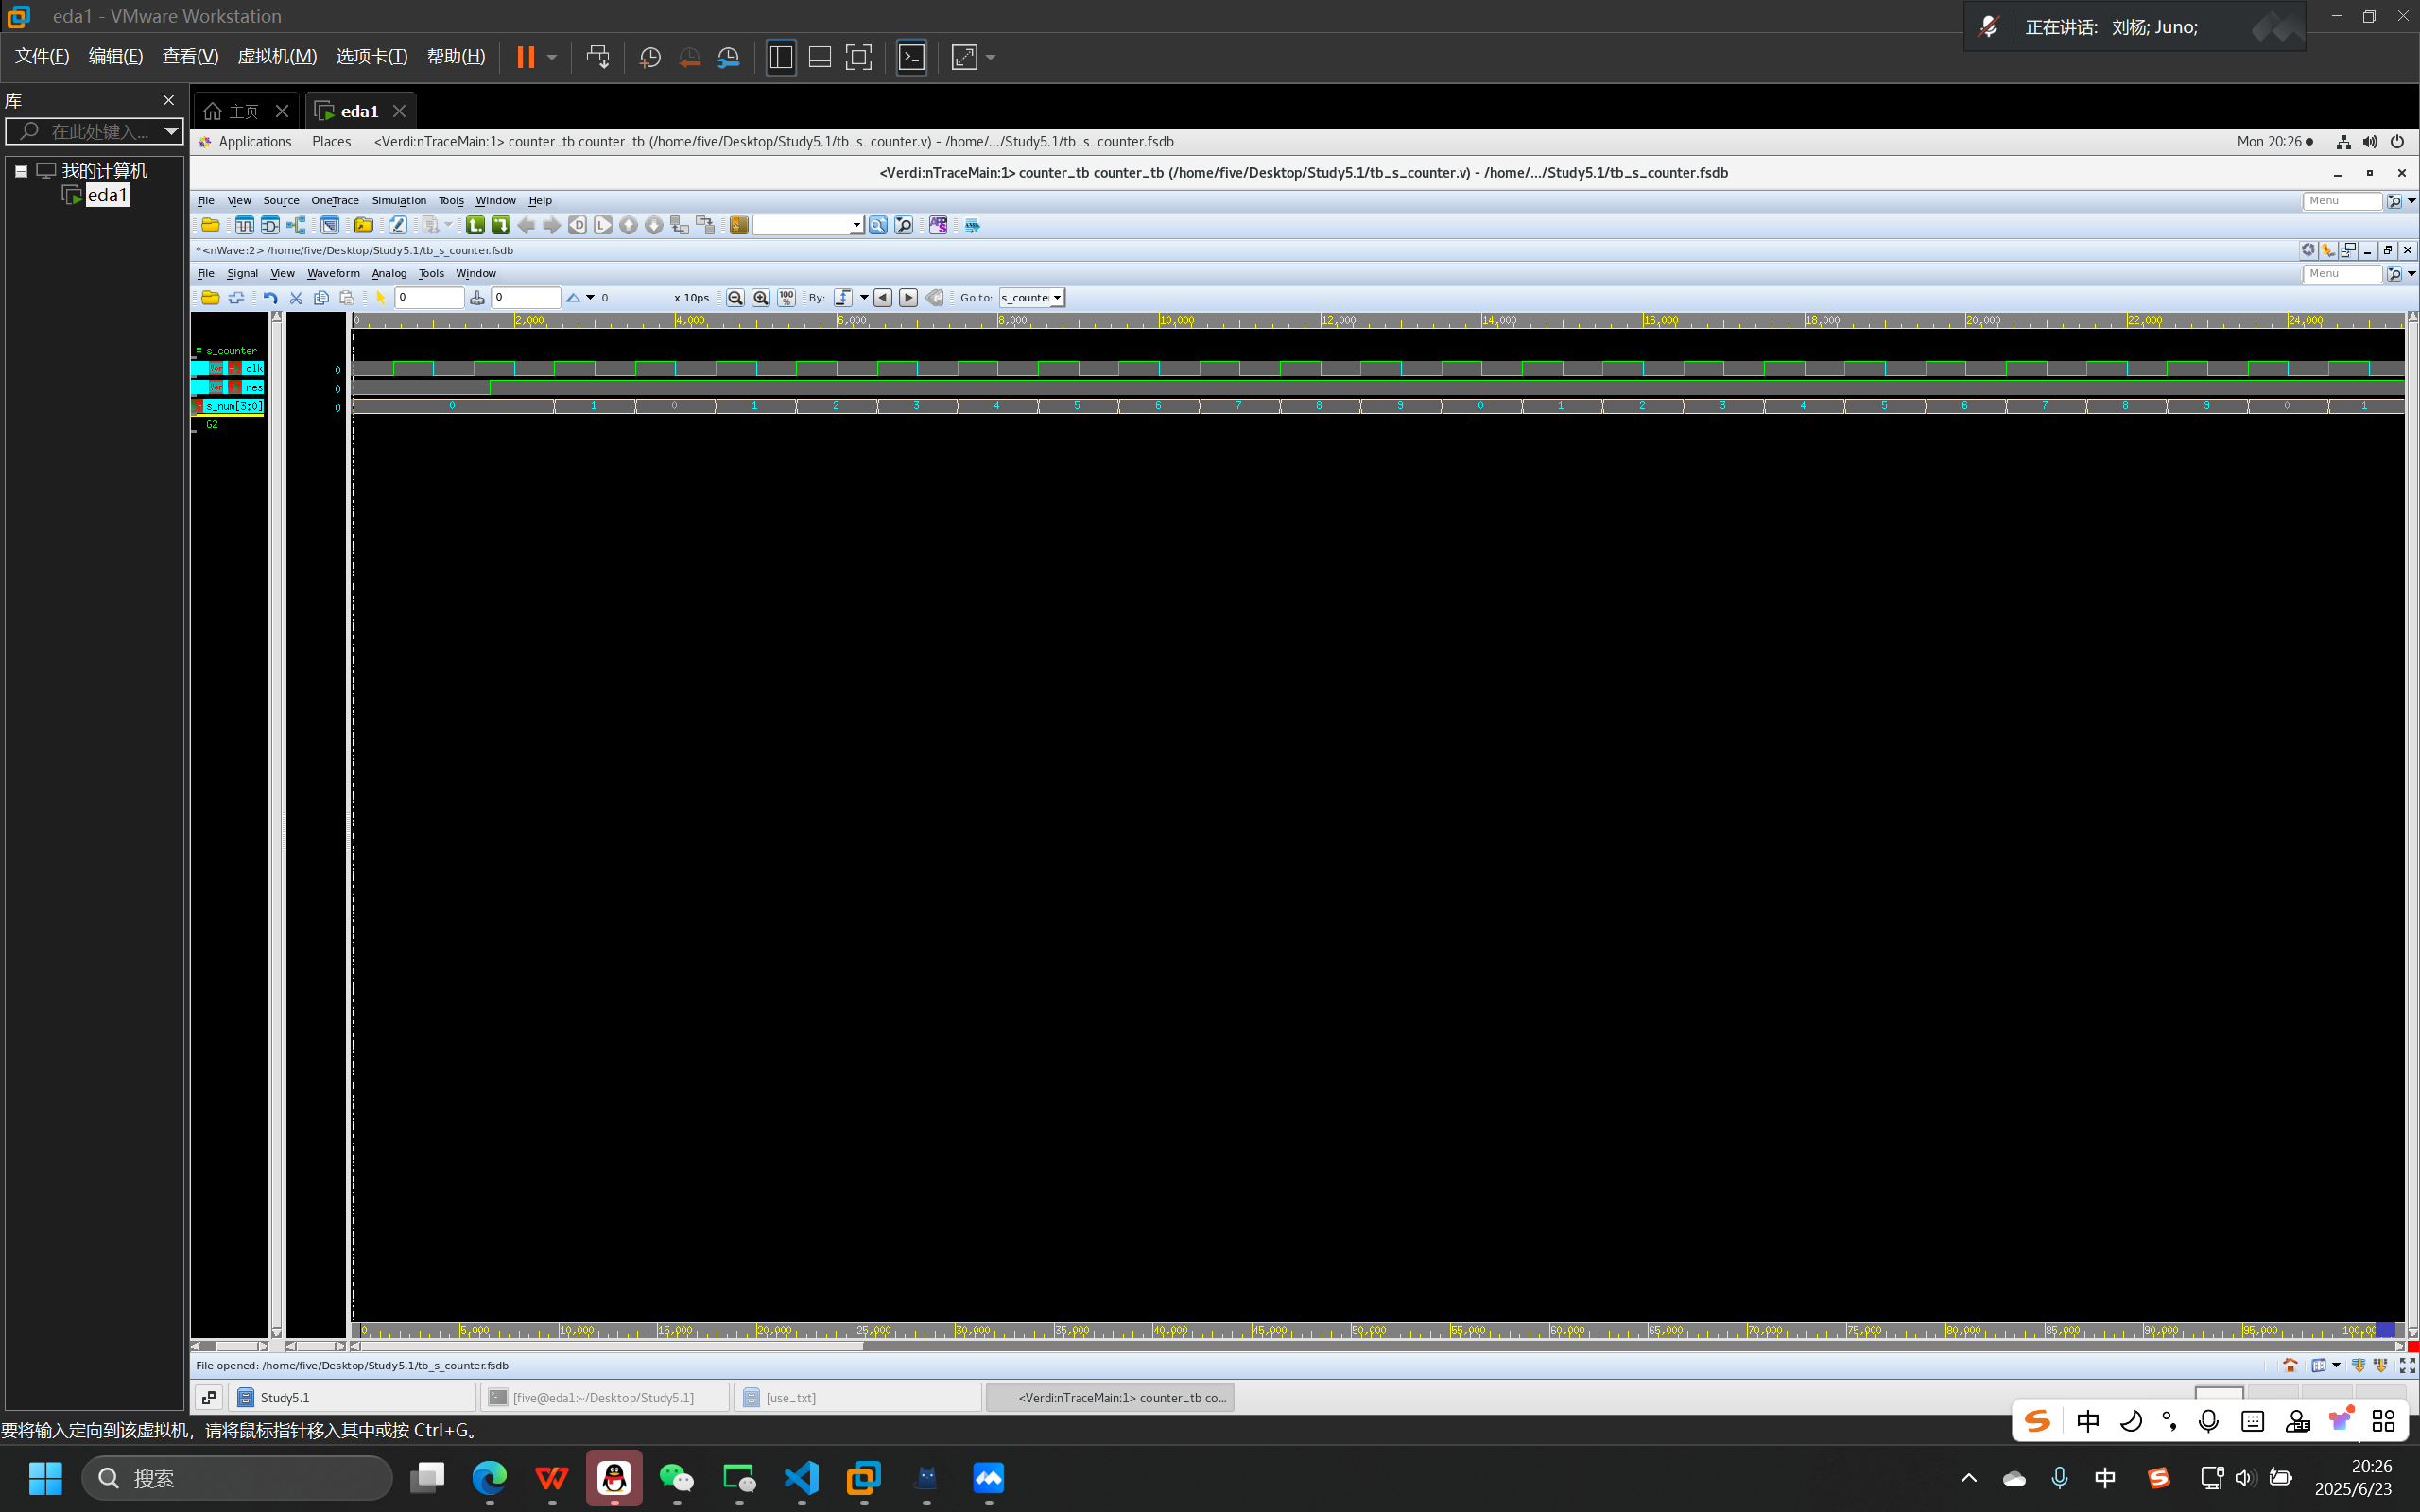 eda1 - VMware Workstation
正在讲话: 刘杨; Juno;
文件(F) 编辑(E) 查看(V) 虚拟机(M) 选项卡(T) 帮助(H)
库
主页
eda1
在此处键入...
我的计算机
eda1
Applications Places <Verdi:nTraceMain:1> counter_tb counter_tb (/home/five/Desktop/Study5.1/tb_s_counter.v) - /home/.../Study5.1/tb_s_counter.fsdb
Mon 20:26
<Verdi:nTraceMain:1> counter_tb counter_tb (/home/five/Desktop/Study5.1/tb_s_counter.v) - /home/.../Study5.1/tb_s_counter.fsdb
File View Source OneTrace Simulation Tools Window Help
Menu
*<nWave:2> /home/five/Desktop/Study5.1/tb_s_counter.fsdb
File Signal View Waveform Analog Tools Window
Menu
0 0 0 x 10ps 100% By: Go to: s_counte
0 2,000 4,000 6,000 8,000 10,000 12,000 14,000 16,000 18,000 20,000 22,000 24,000
= s_counter
clk 0
res 0
s_num[3:0] 0 0 1 0 1 2 3 4 5 6 7 8 9 0 1 2 3 4 5 6 7 8 9 0 1
G2
0 5,000 10,000 15,000 20,000 25,000 30,000 35,000 40,000 45,000 50,000 55,000 60,000 65,000 70,000 75,000 80,000 85,000 90,000 95,000
File opened: /home/five/Desktop/Study5.1/tb_s_counter.fsdb
Study5.1
[five@eda1:~/Desktop/Study5.1]
[use_txt]
<Verdi:nTraceMain:1> counter_tb co...
要将输入定向到该虚拟机，请将鼠标指针移入其中或按 Ctrl+G。
中
搜索
中
20:26
2025/6/23